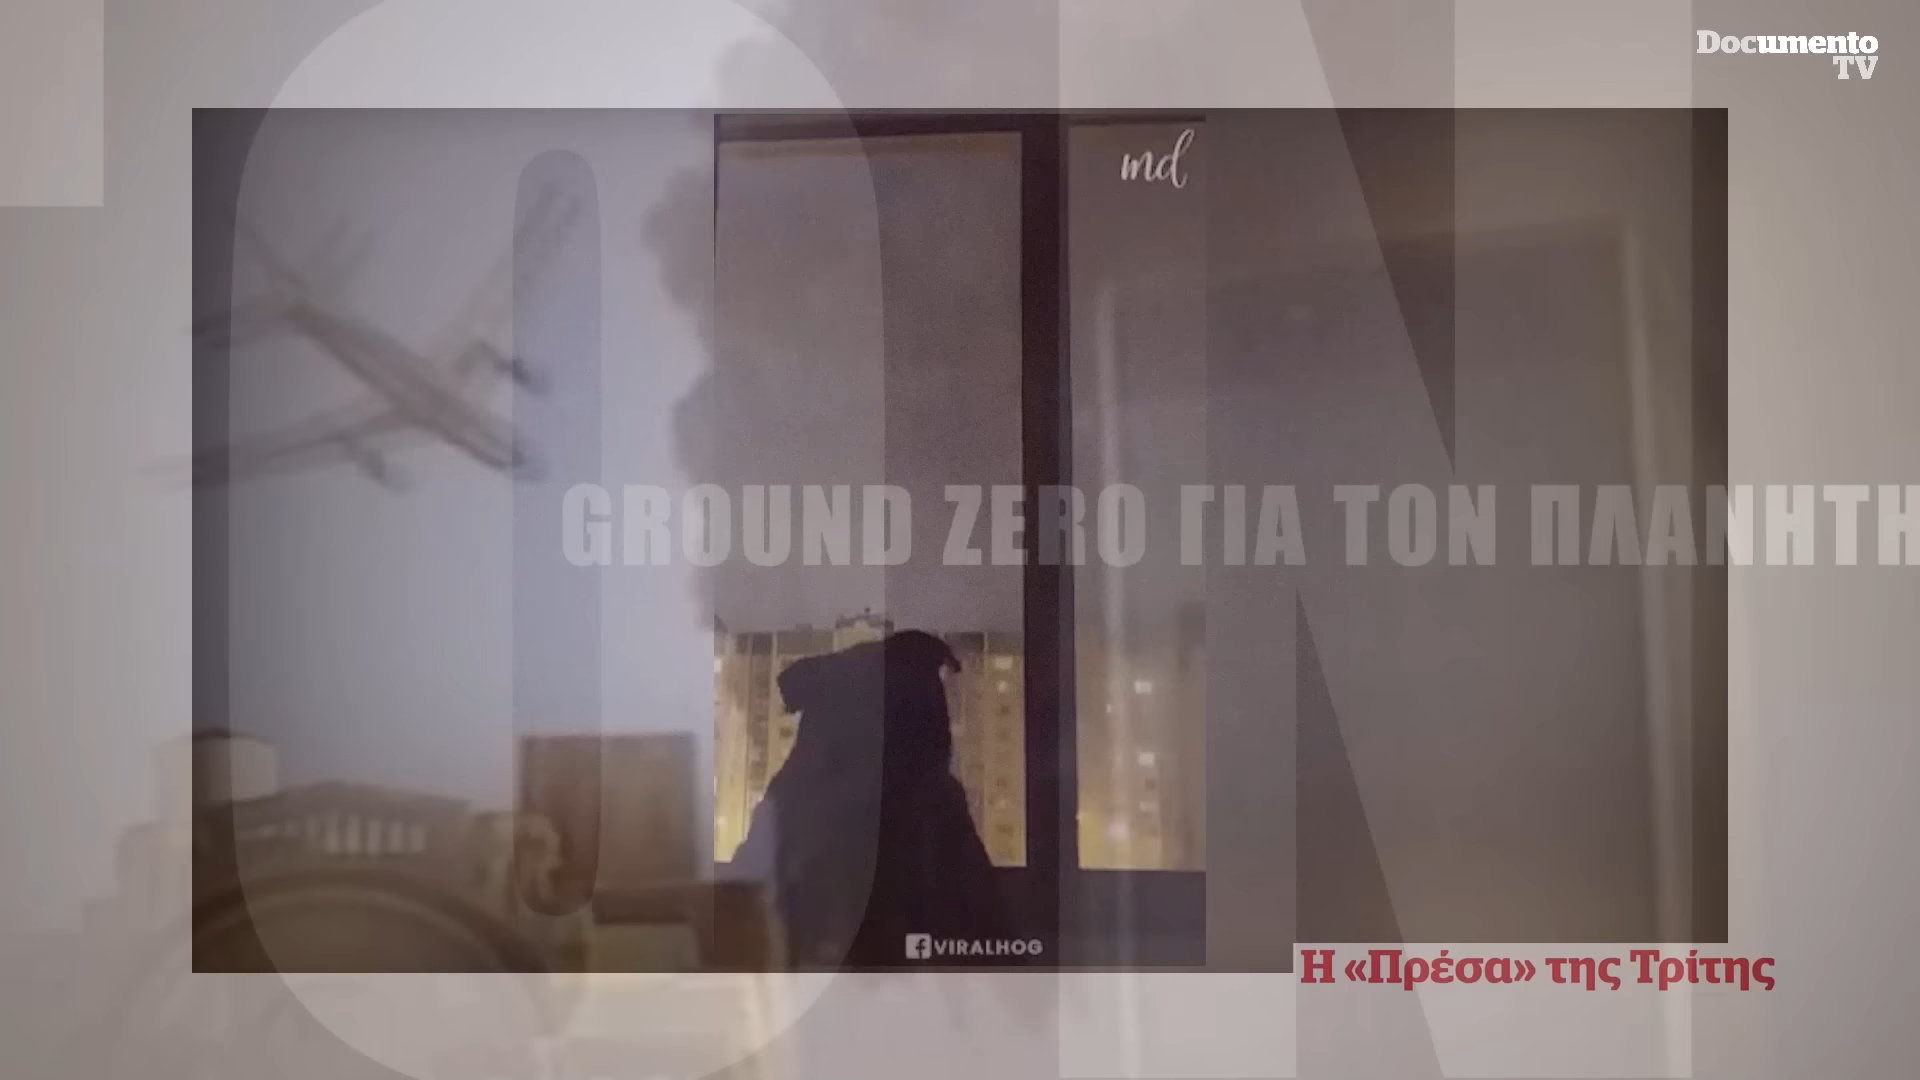 Documento
TV
md
GROUND ZERO ΓΙΑ ΤΟΝ ΠΛΑΝΗΤΗ
VIRALHOG
Η «Πρέσα» της Τρίτης